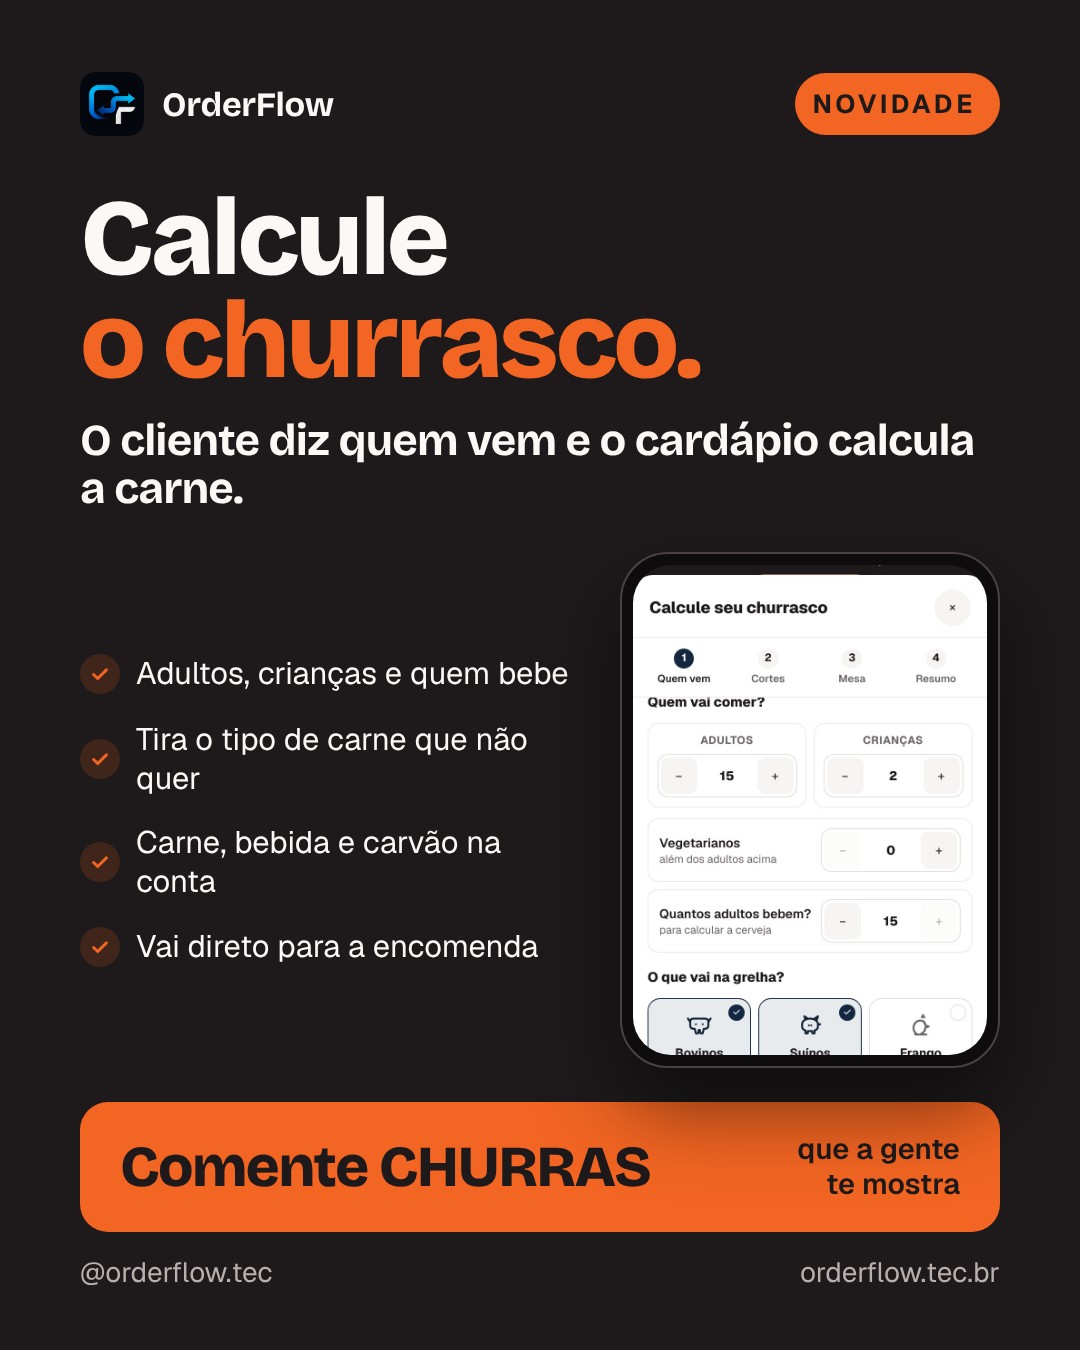 OrderFlow
NOVIDADE
Calcule
o churrasco.
O cliente diz quem vem e o cardápio calcula
a carne.
Adultos, crianças e quem bebe
Tira o tipo de carne que não
quer
Carne, bebida e carvão na
conta
Vai direto para a encomenda
Calcule seu churrasco
×
1 2 3 4
Quem vem Cortes Mesa Resumo
Quem vai comer?
ADULTOS CRIANÇAS
− 15 + − 2 +
Vegetarianos
além dos adultos acima
− 0 +
Quantos adultos bebem?
para calcular a cerveja
− 15 +
O que vai na grelha?
Bovinos Suínos Frango
Comente CHURRAS
que a gente
te mostra
@orderflow.tec
orderflow.tec.br